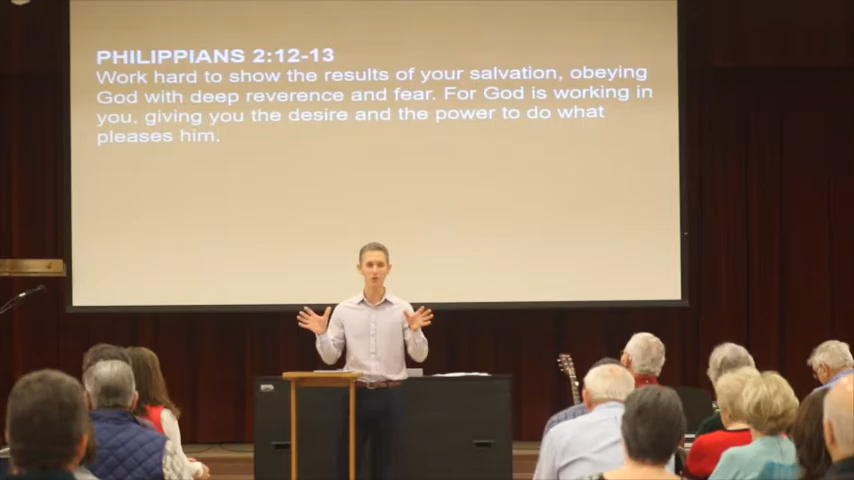 PHILIPPIANS 2:12-13
Work hard to show the results of your salvation, obeying
God with deep reverence and fear. For God is working in
you, giving you the desire and the power to do what
pleases him.